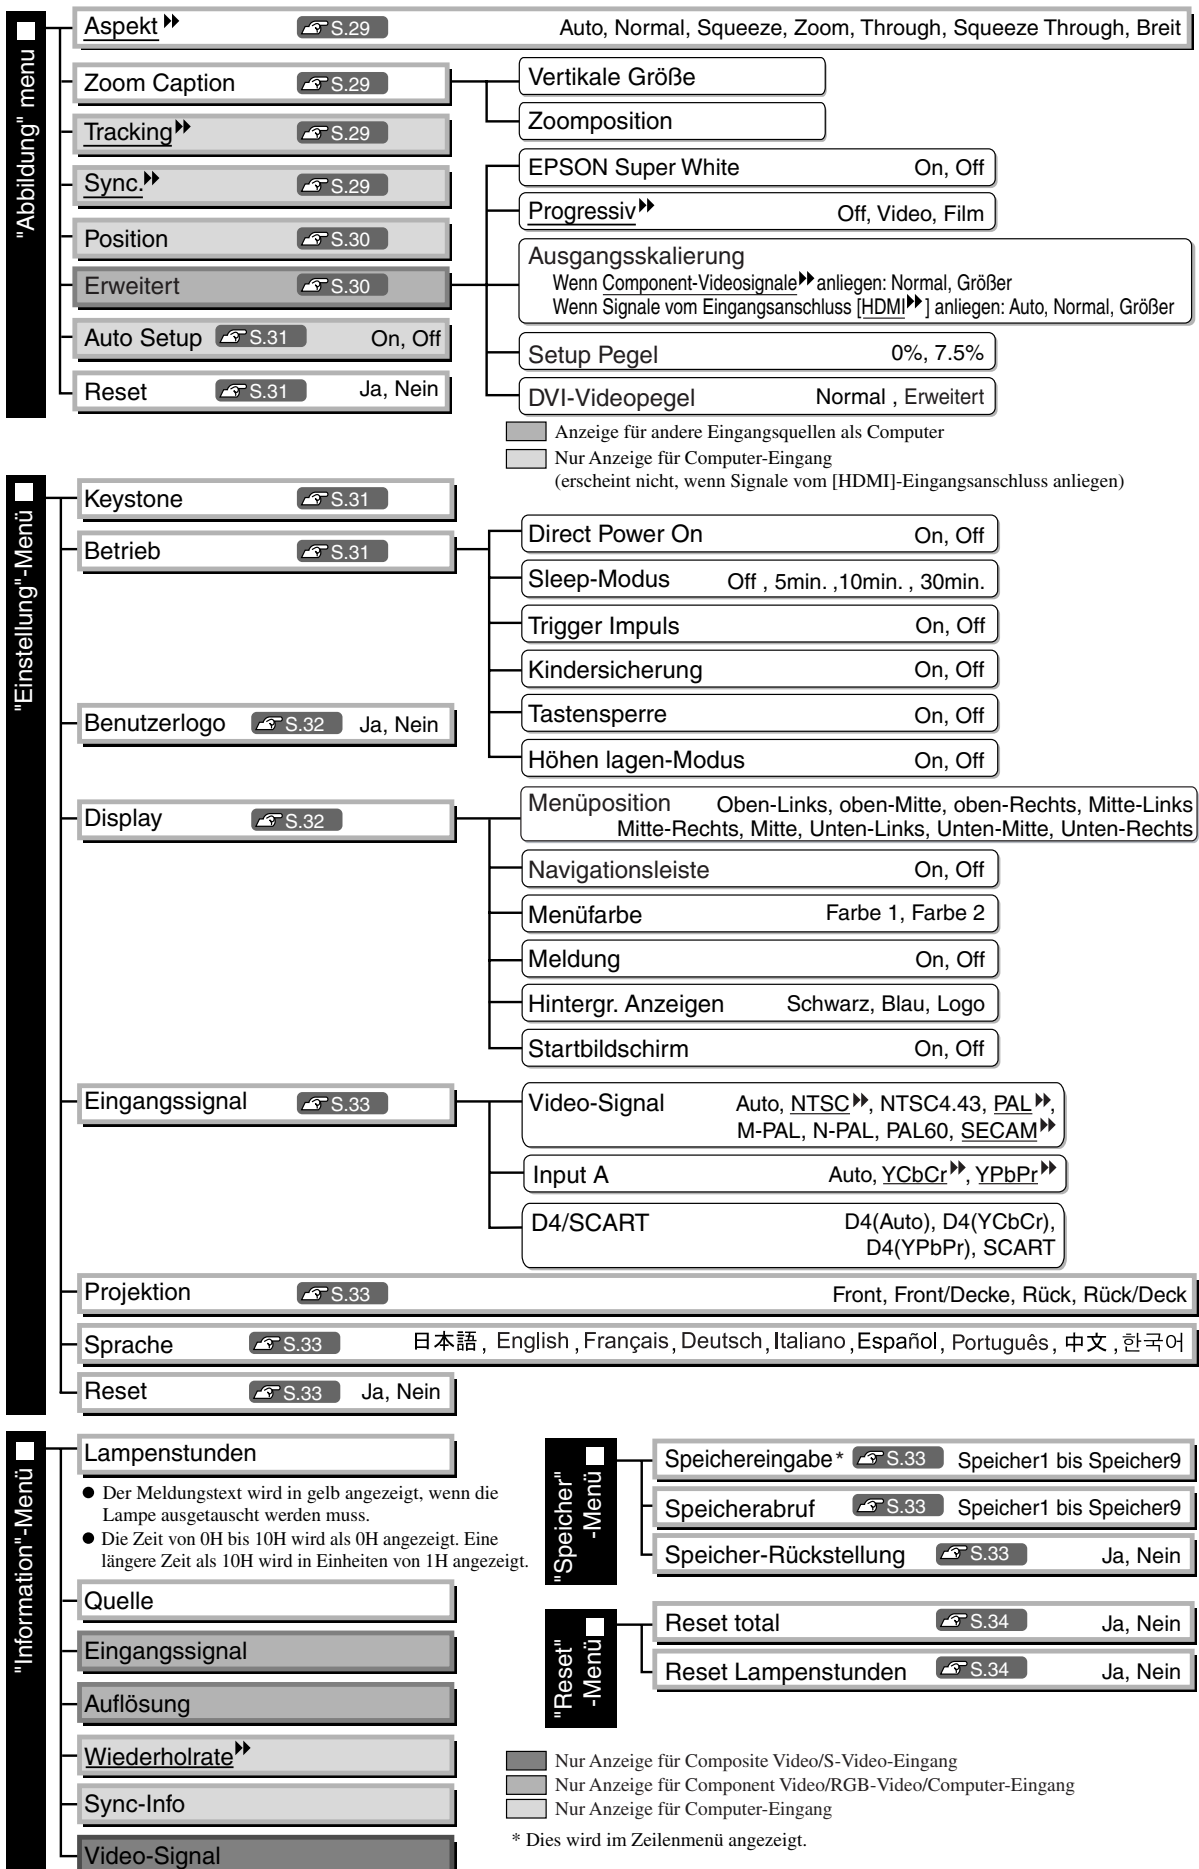 "Abbildung" menu
Aspekt S.29 Auto, Normal, Squeeze, Zoom, Through, Squeeze Through, Breit
Zoom Caption S.29
Vertikale Größe
Zoomposition
Tracking S.29
Sync. S.29
Position S.30
Erweitert S.30
EPSON Super White On, Off
Progressiv Off, Video, Film
Ausgangsskalierung
Wenn Component-Videosignale anliegen: Normal, Größer
Wenn Signale vom Eingangsanschluss [HDMI] anliegen: Auto, Normal, Größer
Setup Pegel 0%, 7.5%
DVI-Videopegel Normal , Erweitert
Auto Setup S.31 On, Off
Reset S.31 Ja, Nein
Anzeige für andere Eingangsquellen als Computer
Nur Anzeige für Computer-Eingang
(erscheint nicht, wenn Signale vom [HDMI]-Eingangsanschluss anliegen)
"Einstellung"-Menü
Keystone S.31
Betrieb S.31
Direct Power On On, Off
Sleep-Modus Off , 5min. ,10min. , 30min.
Trigger Impuls On, Off
Kindersicherung On, Off
Tastensperre On, Off
Höhen lagen-Modus On, Off
Benutzerlogo S.32 Ja, Nein
Display S.32
Menüposition Oben-Links, oben-Mitte, oben-Rechts, Mitte-Links
Mitte-Rechts, Mitte, Unten-Links, Unten-Mitte, Unten-Rechts
Navigationsleiste On, Off
Menüfarbe Farbe 1, Farbe 2
Meldung On, Off
Hintergr. Anzeigen Schwarz, Blau, Logo
Startbildschirm On, Off
Eingangssignal S.33
Video-Signal Auto, NTSC, NTSC4.43, PAL,
M-PAL, N-PAL, PAL60, SECAM
Input A Auto, YCbCr, YPbPr
D4/SCART D4(Auto), D4(YCbCr),
D4(YPbPr), SCART
Projektion S.33 Front, Front/Decke, Rück, Rück/Deck
Sprache S.33 日本語, English, Français, Deutsch, Italiano, Español, Português, 中文, 한국어
Reset S.33 Ja, Nein
"Information"-Menü
Lampenstunden
● Der Meldungstext wird in gelb angezeigt, wenn die
Lampe ausgetauscht werden muss.
● Die Zeit von 0H bis 10H wird als 0H angezeigt. Eine
längere Zeit als 10H wird in Einheiten von 1H angezeigt.
Quelle
Eingangssignal
Auflösung
Wiederholrate
Sync-Info
Video-Signal
"Speicher"
-Menü
Speichereingabe* S.33 Speicher1 bis Speicher9
Speicherabruf S.33 Speicher1 bis Speicher9
Speicher-Rückstellung S.33 Ja, Nein
"Reset"
-Menü
Reset total S.34 Ja, Nein
Reset Lampenstunden S.34 Ja, Nein
Nur Anzeige für Composite Video/S-Video-Eingang
Nur Anzeige für Component Video/RGB-Video/Computer-Eingang
Nur Anzeige für Computer-Eingang
* Dies wird im Zeilenmenü angezeigt.